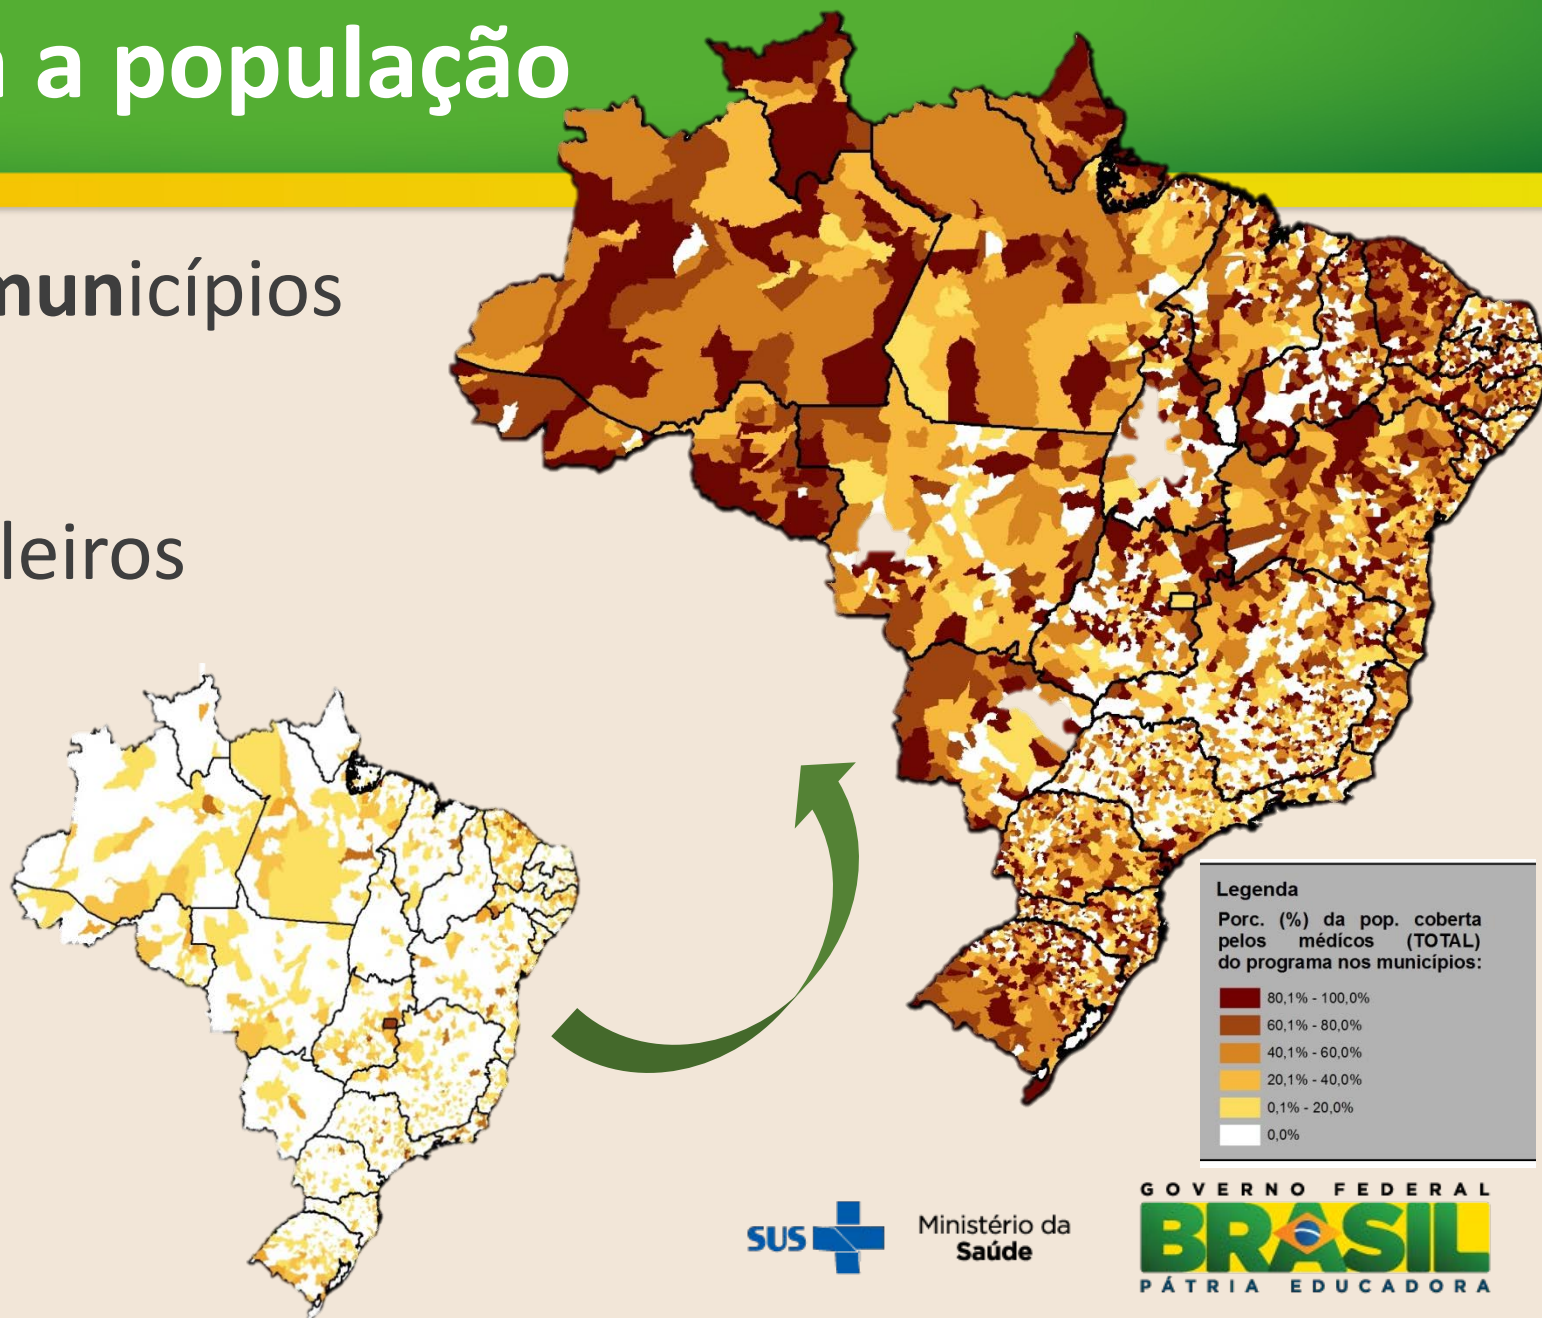 a população
municípios
leiros
Legenda
Porc. (%) da pop. coberta
pelos médicos (TOTAL)
do programa nos municípios:
80,1% - 100,0%
60,1% - 80,0%
40,1% - 60,0%
20,1% - 40,0%
0,1% - 20,0%
0,0%
SUS
Ministério da
Saúde
GOVERNO FEDERAL
BRASIL
PÁTRIA EDUCADORA